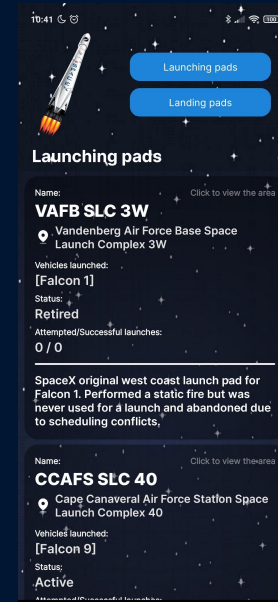 10:41
100
Launching pads
Landing pads
Launching pads
Name:
Click to view the area
VAFB SLC 3W
Vandenberg Air Force Base Space
Launch Complex 3W
Vehicles launched:
[Falcon 1]
Status:
Retired
Attempted/Successful launches:
0 / 0
SpaceX original west coast launch pad for
Falcon 1. Performed a static fire but was
never used for a launch and abandoned due
to scheduling conflicts.
Name:
Click to view the area
CCAFS SLC 40
Cape Canaveral Air Force Station Space
Launch Complex 40
Vehicles launched:
[Falcon 9]
Status:
Active
Attempted/Successful launches: